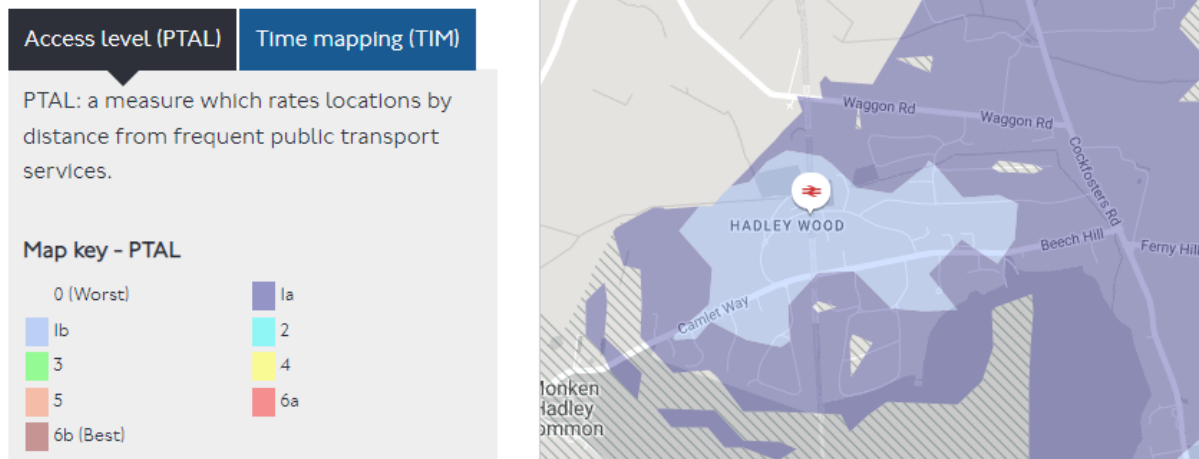 Access level (PTAL)
Time mapping (TIM)
PTAL: a measure which rates locations by
distance from frequent public transport
services.
Map key - PTAL
0 (Worst)
1a
1b
2
3
4
5
6a
6b (Best)
Waggon Rd
Waggon Rd
Cockfosters Rd
HADLEY WOOD
Beech Hill
Ferny Hill
Camlet Way
Monken
Hadley
ommon